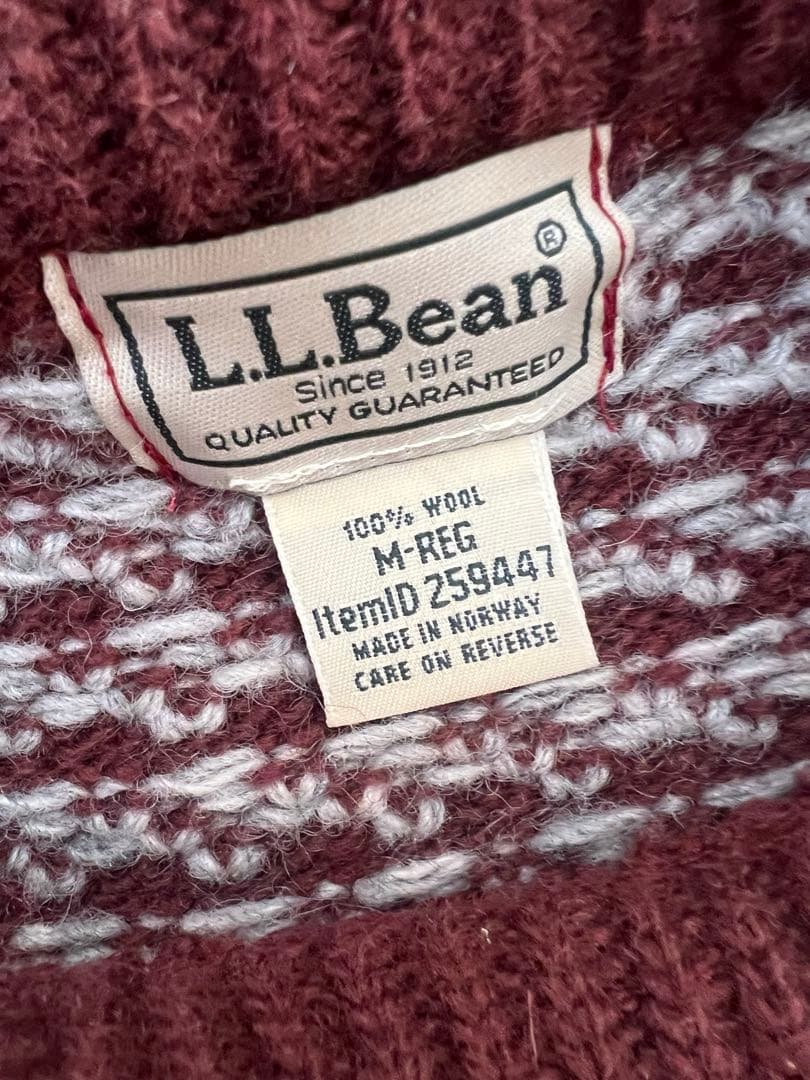 L.L.Bean®
Since 1912
QUALITY GUARANTEED
100% WOOL
M-REG
ItemID 259447
MADE IN NORWAY
CARE ON REVERSE